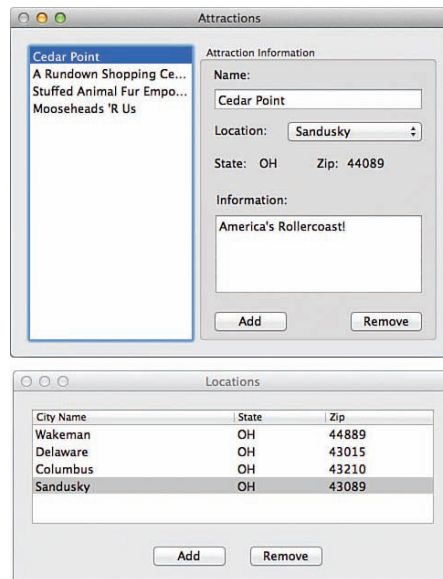 Attractions
Cedar Point
A Rundown Shopping Ce...
Stuffed Animal Fur Empo...
Mooseheads 'R Us
Attraction Information
Name:
Cedar Point
Location: Sandusky
State: OH Zip: 44089
Information:
America's Rollercoast!
Add Remove
Locations
City Name State Zip
Wakeman OH 44889
Delaware OH 43015
Columbus OH 43210
Sandusky OH 43089
Add Remove